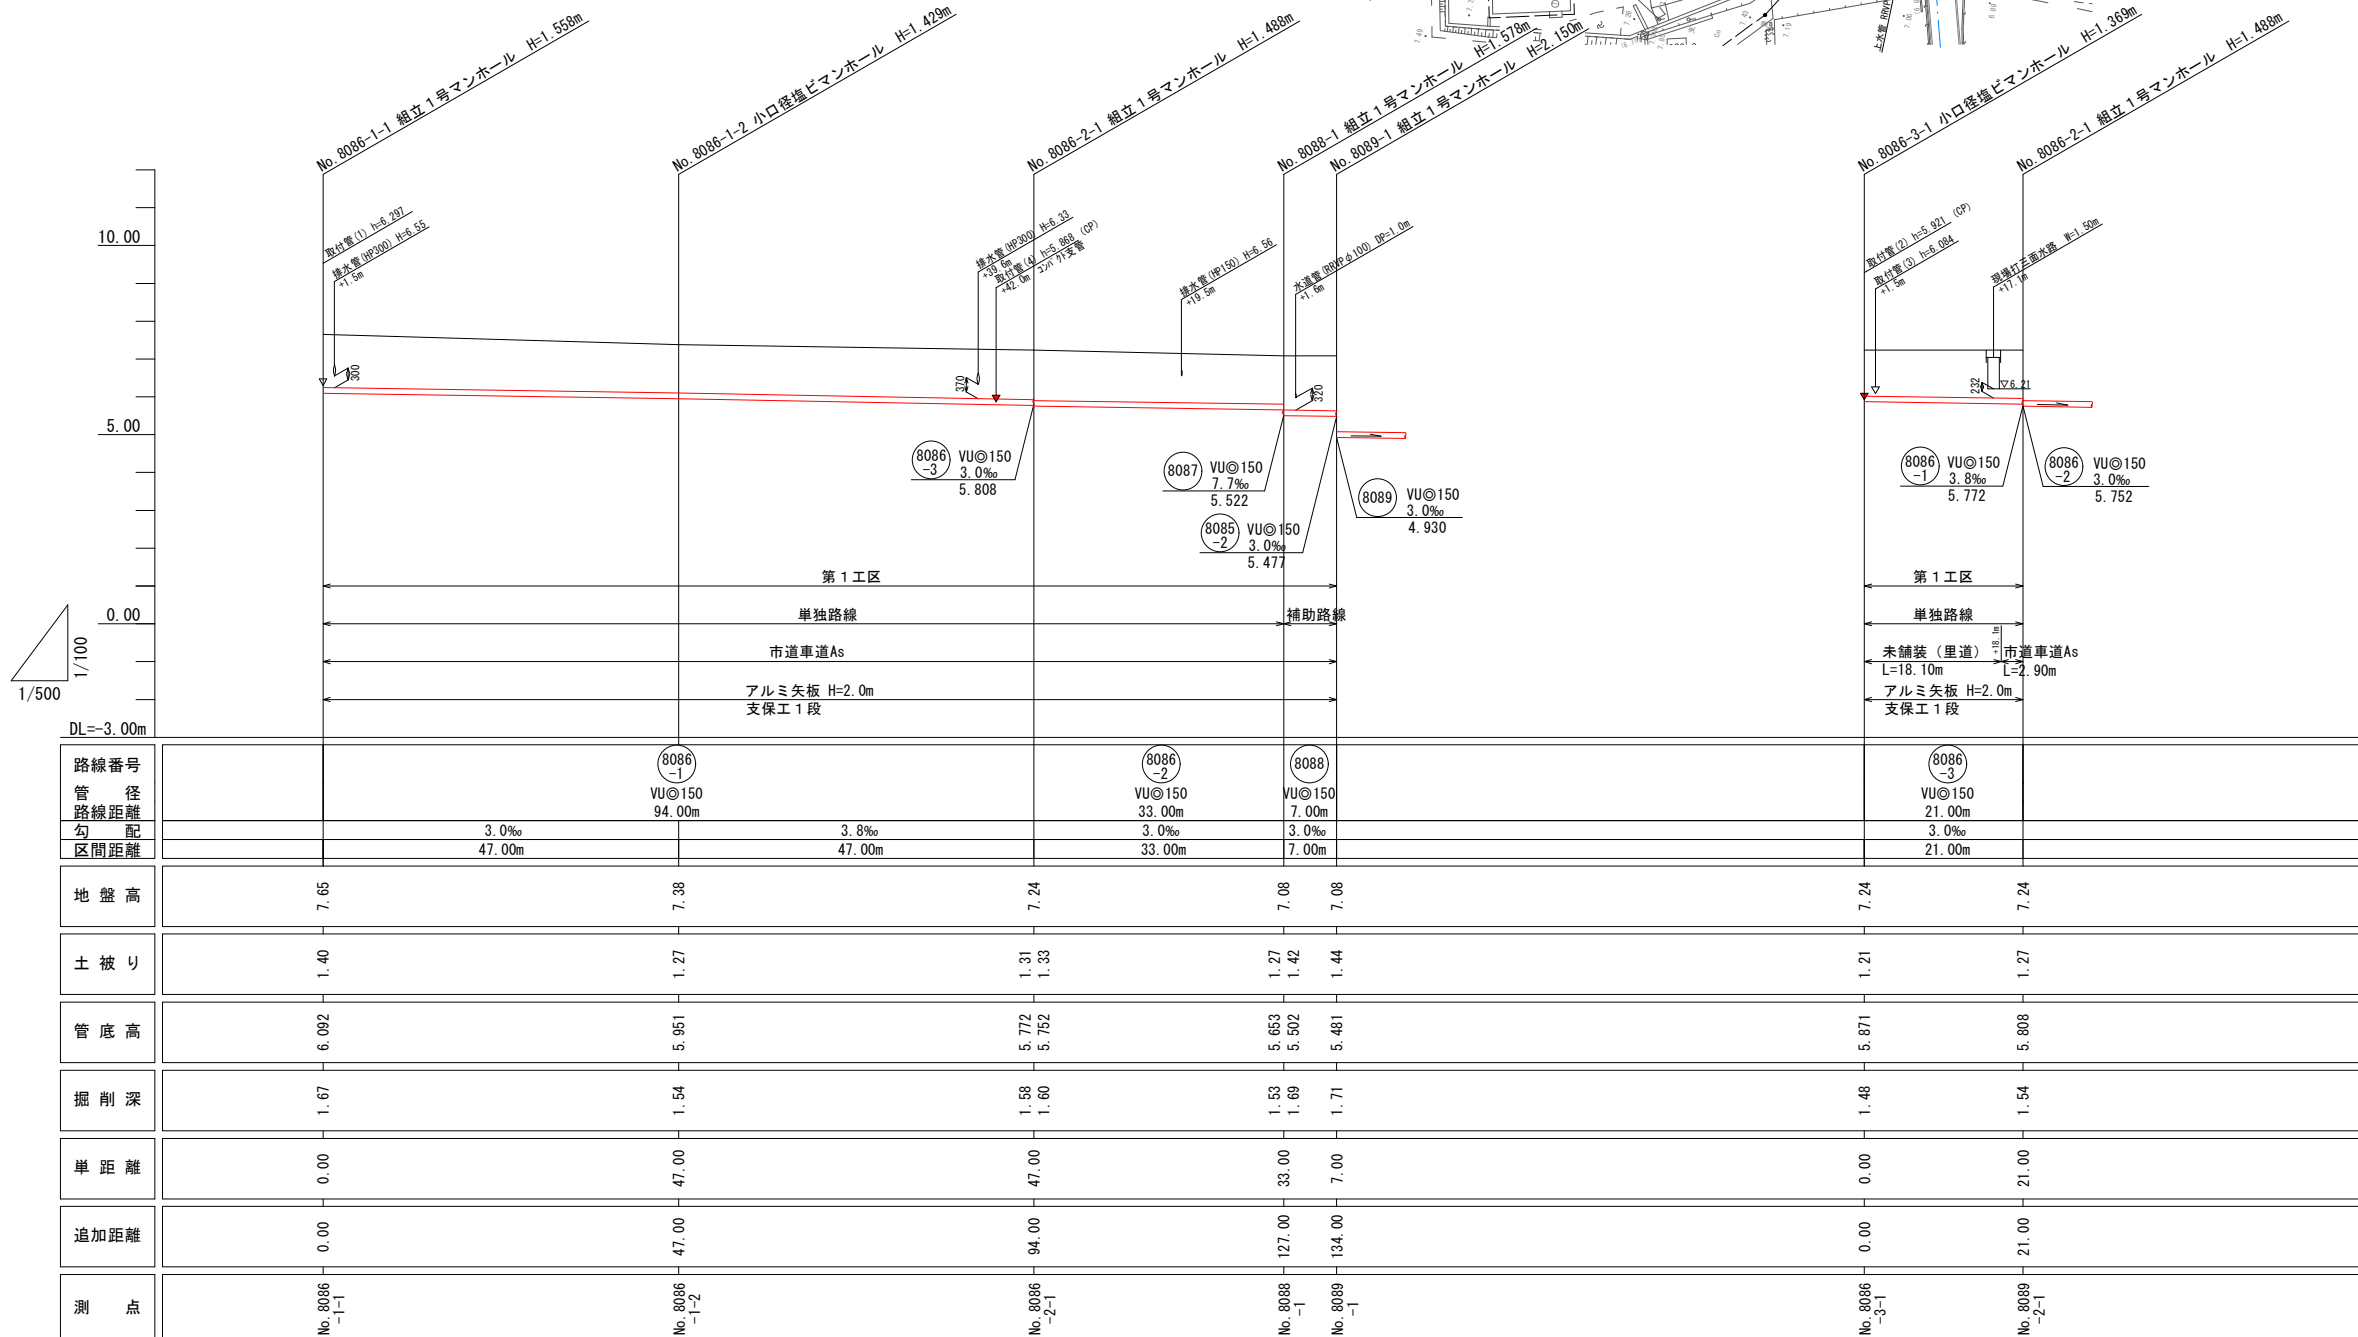 No.8086-1-1 組立１号マンホール H=1.558m
No.8086-1-2 小口径塩ビマンホール H=1.429m
No.8086-2-1 組立１号マンホール H=1.488m
No.8088-1 組立１号マンホール H=1.578m
No.8089-1 組立１号マンホール H=2.150m
No.8086-3-1 小口径塩ビマンホール H=1.369m
No.8086-2-1 組立１号マンホール H=1.488m
上水管 RRVP
取付管(1) h=6.297
排水管(HP300) H=6.55
+1.5m
300
排水管(HP300) H=6.33
+39.6m
取付管(4) h=5.868 (CP)
+42.0m コンパクト支管
370
排水管(HP150) H=6.56
+19.5m
水道管(RRVPφ100) DP=1.0m
+1.6m
320
取付管(2) h=5.921 (CP)
取付管(3) h=6.084
+1.5m
現場打三面水路 W=1.50m
+17.1m
232
▽6.21
10.00
5.00
0.00
DL=-3.00m
1/100
1/500
8086
-3
VU◎150
3.0‰
5.808
8087
VU◎150
7.7‰
5.522
8085
-2
VU◎150
3.0‰
5.477
8089
VU◎150
3.0‰
4.930
8086
-1
VU◎150
3.8‰
5.772
8086
-2
VU◎150
3.0‰
5.752
第１工区
第１工区
単独路線 補助路線
単独路線
市道車道As
+18.1m
未舗装（里道） 市道車道As
L=18.10m L=2.90m
アルミ矢板 H=2.0m
支保工１段
アルミ矢板 H=2.0m
支保工１段
路線番号 8086-1 8086-2 8088 8086-3
管　径 VU◎150 VU◎150 VU◎150 VU◎150
路線距離 94.00m 33.00m 7.00m 21.00m
勾　配 3.0‰ 3.8‰ 3.0‰ 3.0‰ 3.0‰
区間距離 47.00m 47.00m 33.00m 7.00m 21.00m
地盤高 7.65 7.38 7.24 7.08 7.08 7.24 7.24
土被り 1.40 1.27 1.31 1.33 1.27 1.42 1.44 1.21 1.27
管底高 6.092 5.951 5.772 5.752 5.653 5.502 5.481 5.871 5.808
掘削深 1.67 1.54 1.58 1.60 1.53 1.69 1.71 1.48 1.54
単距離 0.00 47.00 47.00 33.00 7.00 0.00 21.00
追加距離 0.00 47.00 94.00 127.00 134.00 0.00 21.00
測　点 No.8086-1-1 No.8086-1-2 No.8086-2-1 No.8088-1 No.8089-1 No.8086-3-1 No.8089-2-1